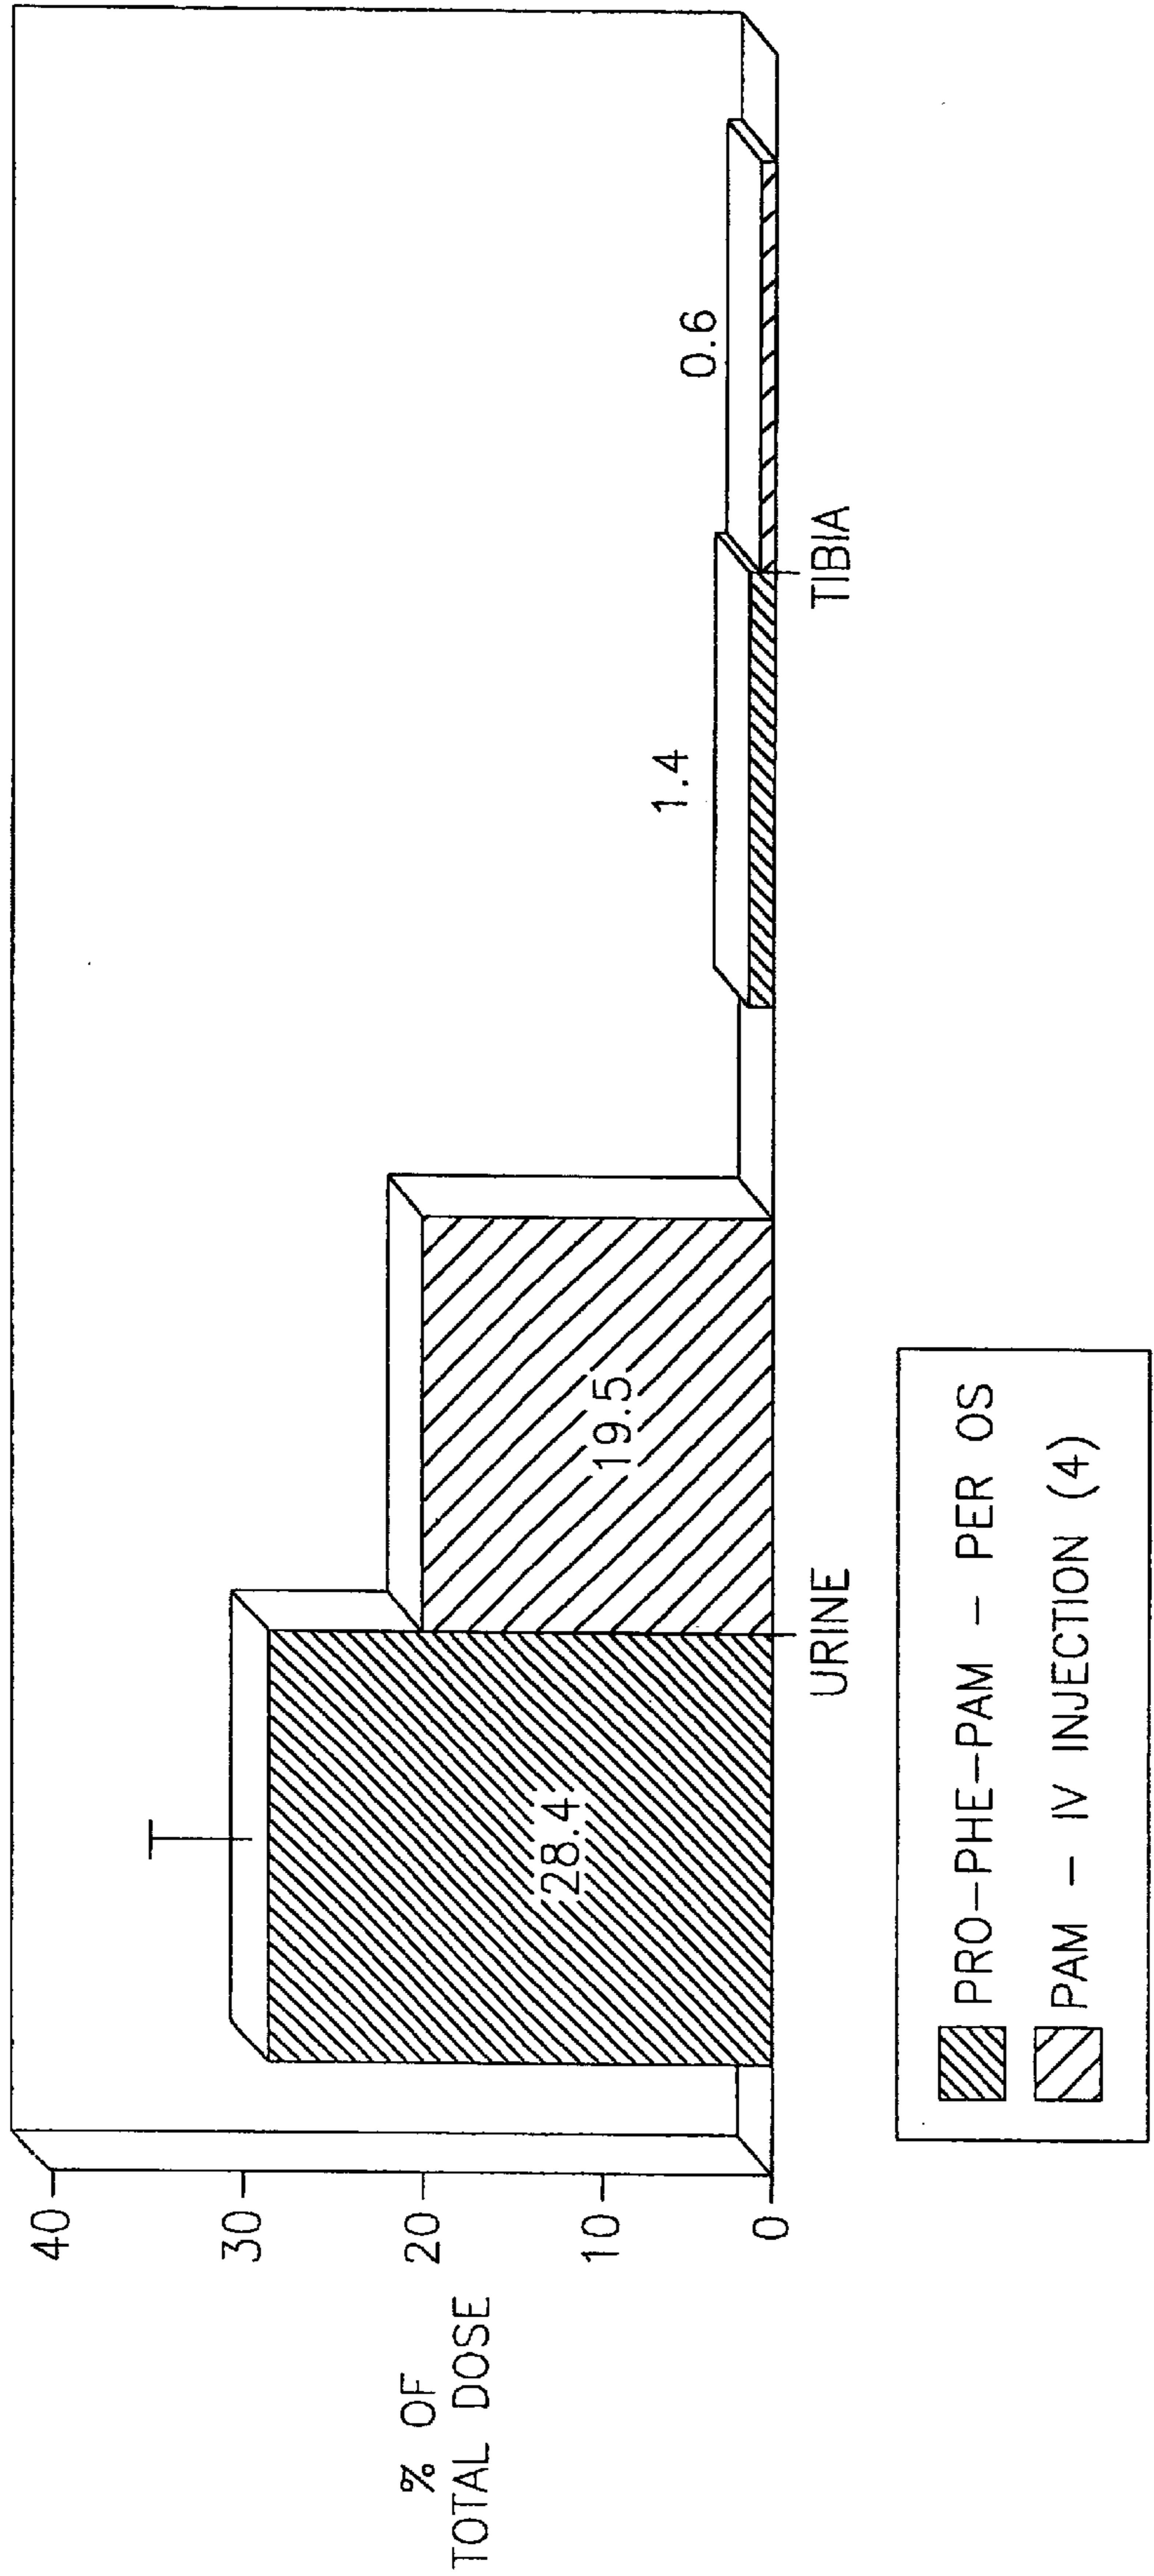 % OF
TOTAL DOSE
40
30
20
10
0
28.4
19.5
1.4
0.6
URINE
TIBIA
PRO-PHE-PAM - PER OS
PAM - IV INJECTION (4)